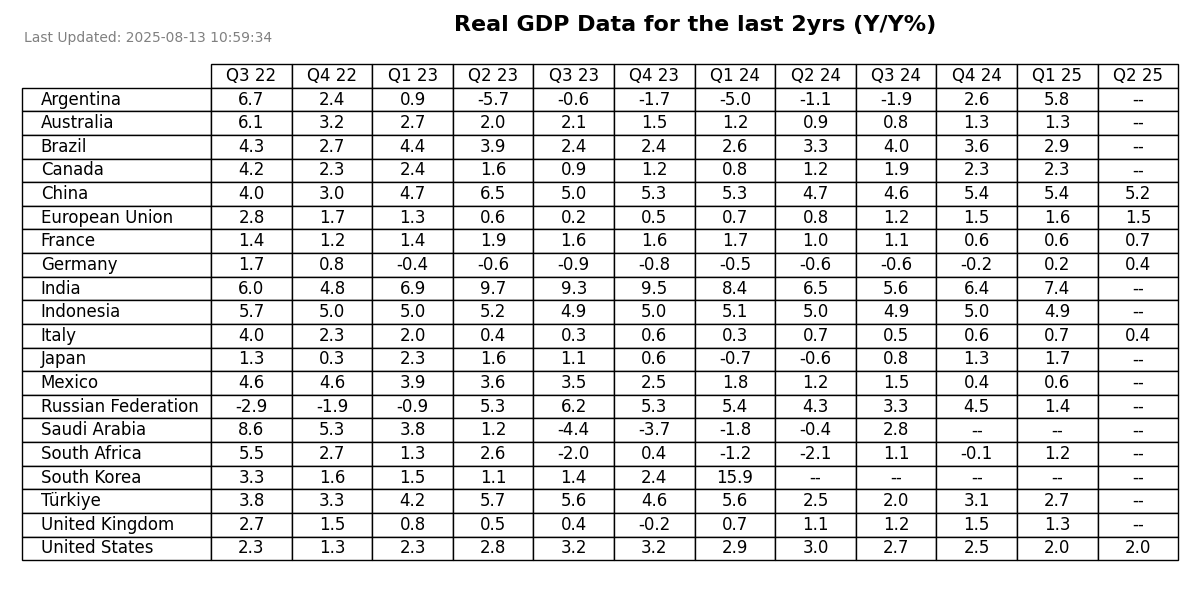 Real GDP Data for the last 2yrs (Y/Y%)
Last Updated: 2025-08-13 10:59:34
Q3 22 Q4 22 Q1 23 Q2 23 Q3 23 Q4 23 Q1 24 Q2 24 Q3 24 Q4 24 Q1 25 Q2 25
Argentina 6.7 2.4 0.9 -5.7 -0.6 -1.7 -5.0 -1.1 -1.9 2.6 5.8 --
Australia 6.1 3.2 2.7 2.0 2.1 1.5 1.2 0.9 0.8 1.3 1.3 --
Brazil 4.3 2.7 4.4 3.9 2.4 2.4 2.6 3.3 4.0 3.6 2.9 --
Canada 4.2 2.3 2.4 1.6 0.9 1.2 0.8 1.2 1.9 2.3 2.3 --
China 4.0 3.0 4.7 6.5 5.0 5.3 5.3 4.7 4.6 5.4 5.4 5.2
European Union 2.8 1.7 1.3 0.6 0.2 0.5 0.7 0.8 1.2 1.5 1.6 1.5
France 1.4 1.2 1.4 1.9 1.6 1.6 1.7 1.0 1.1 0.6 0.6 0.7
Germany 1.7 0.8 -0.4 -0.6 -0.9 -0.8 -0.5 -0.6 -0.6 -0.2 0.2 0.4
India 6.0 4.8 6.9 9.7 9.3 9.5 8.4 6.5 5.6 6.4 7.4 --
Indonesia 5.7 5.0 5.0 5.2 4.9 5.0 5.1 5.0 4.9 5.0 4.9 --
Italy 4.0 2.3 2.0 0.4 0.3 0.6 0.3 0.7 0.5 0.6 0.7 0.4
Japan 1.3 0.3 2.3 1.6 1.1 0.6 -0.7 -0.6 0.8 1.3 1.7 --
Mexico 4.6 4.6 3.9 3.6 3.5 2.5 1.8 1.2 1.5 0.4 0.6 --
Russian Federation -2.9 -1.9 -0.9 5.3 6.2 5.3 5.4 4.3 3.3 4.5 1.4 --
Saudi Arabia 8.6 5.3 3.8 1.2 -4.4 -3.7 -1.8 -0.4 2.8 -- -- --
South Africa 5.5 2.7 1.3 2.6 -2.0 0.4 -1.2 -2.1 1.1 -0.1 1.2 --
South Korea 3.3 1.6 1.5 1.1 1.4 2.4 15.9 -- -- -- -- --
Türkiye 3.8 3.3 4.2 5.7 5.6 4.6 5.6 2.5 2.0 3.1 2.7 --
United Kingdom 2.7 1.5 0.8 0.5 0.4 -0.2 0.7 1.1 1.2 1.5 1.3 --
United States 2.3 1.3 2.3 2.8 3.2 3.2 2.9 3.0 2.7 2.5 2.0 2.0